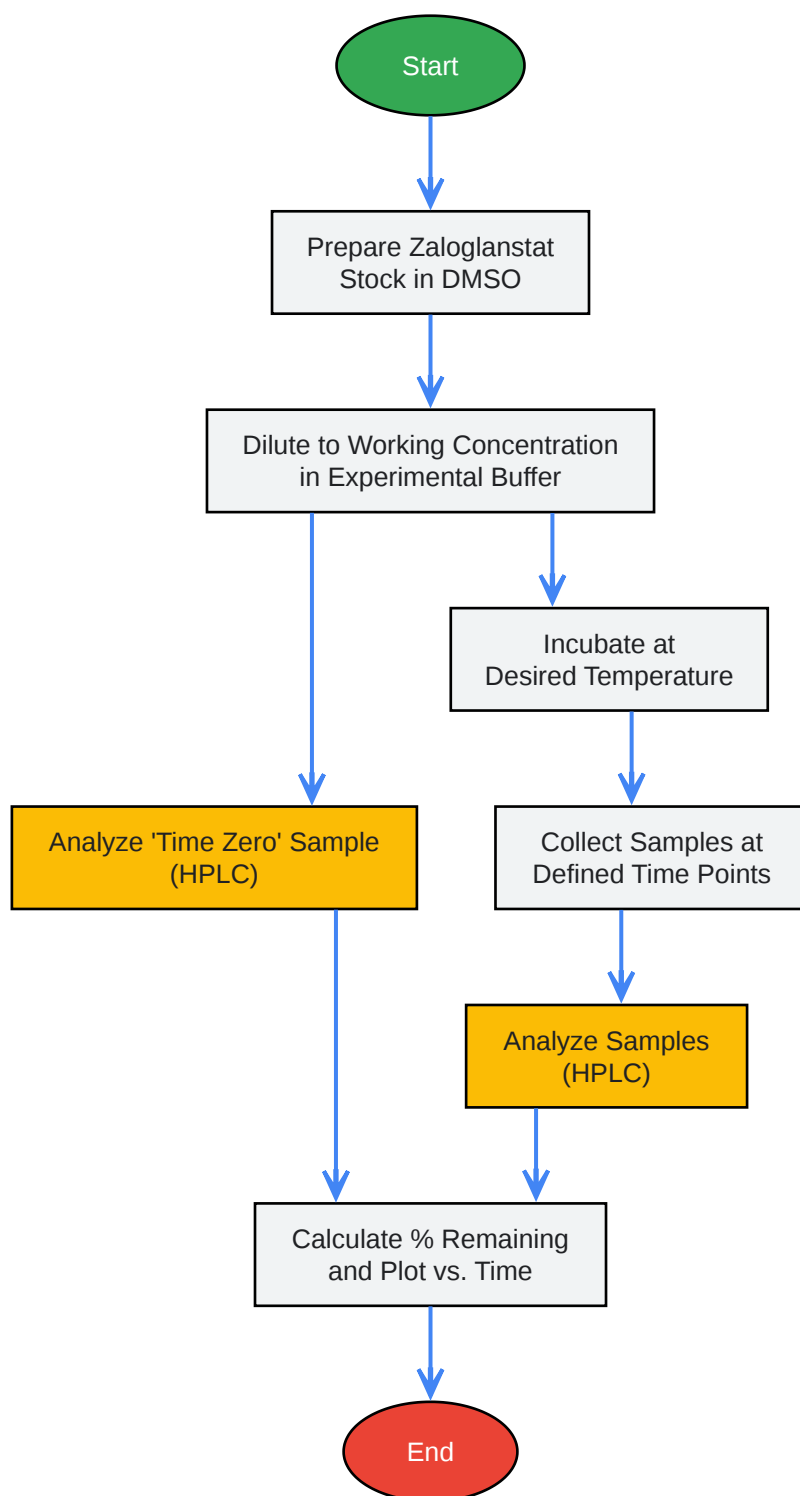 Start
Prepare Zaloglanstat
Stock in DMSO
Dilute to Working Concentration
in Experimental Buffer
Incubate at
Desired Temperature
Analyze 'Time Zero' Sample
(HPLC)
Collect Samples at
Defined Time Points
Analyze Samples
(HPLC)
Calculate % Remaining
and Plot vs. Time
End